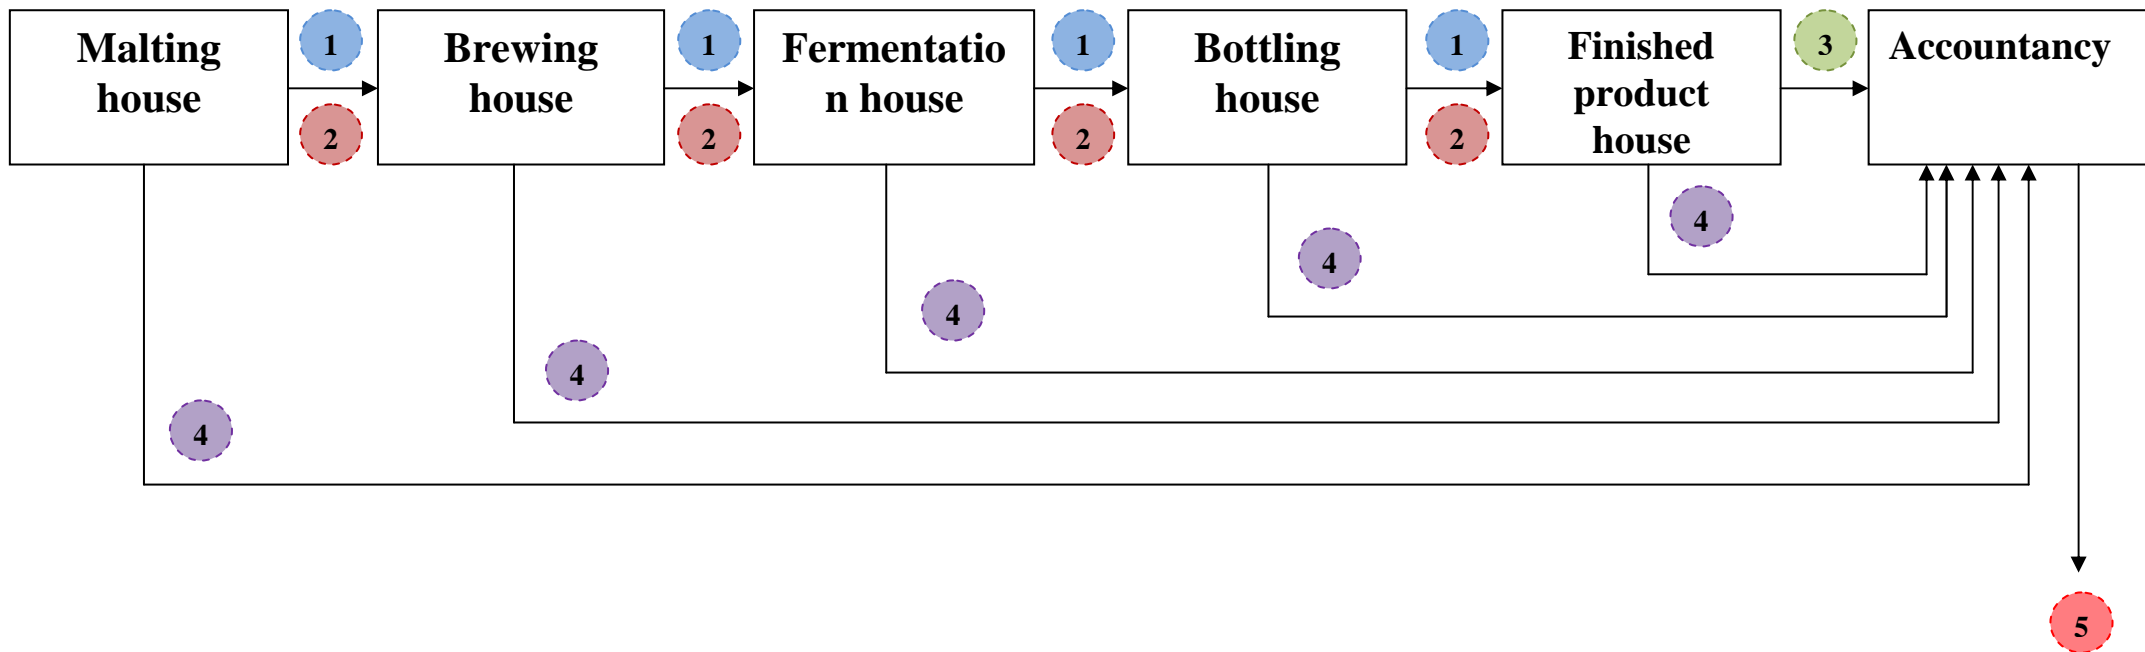 Malting
house
1
2
Brewing
house
1
2
Fermentatio
n house
1
2
Bottling
house
1
2
Finished
product
house
3
Accountancy
4
4
4
4
4
5